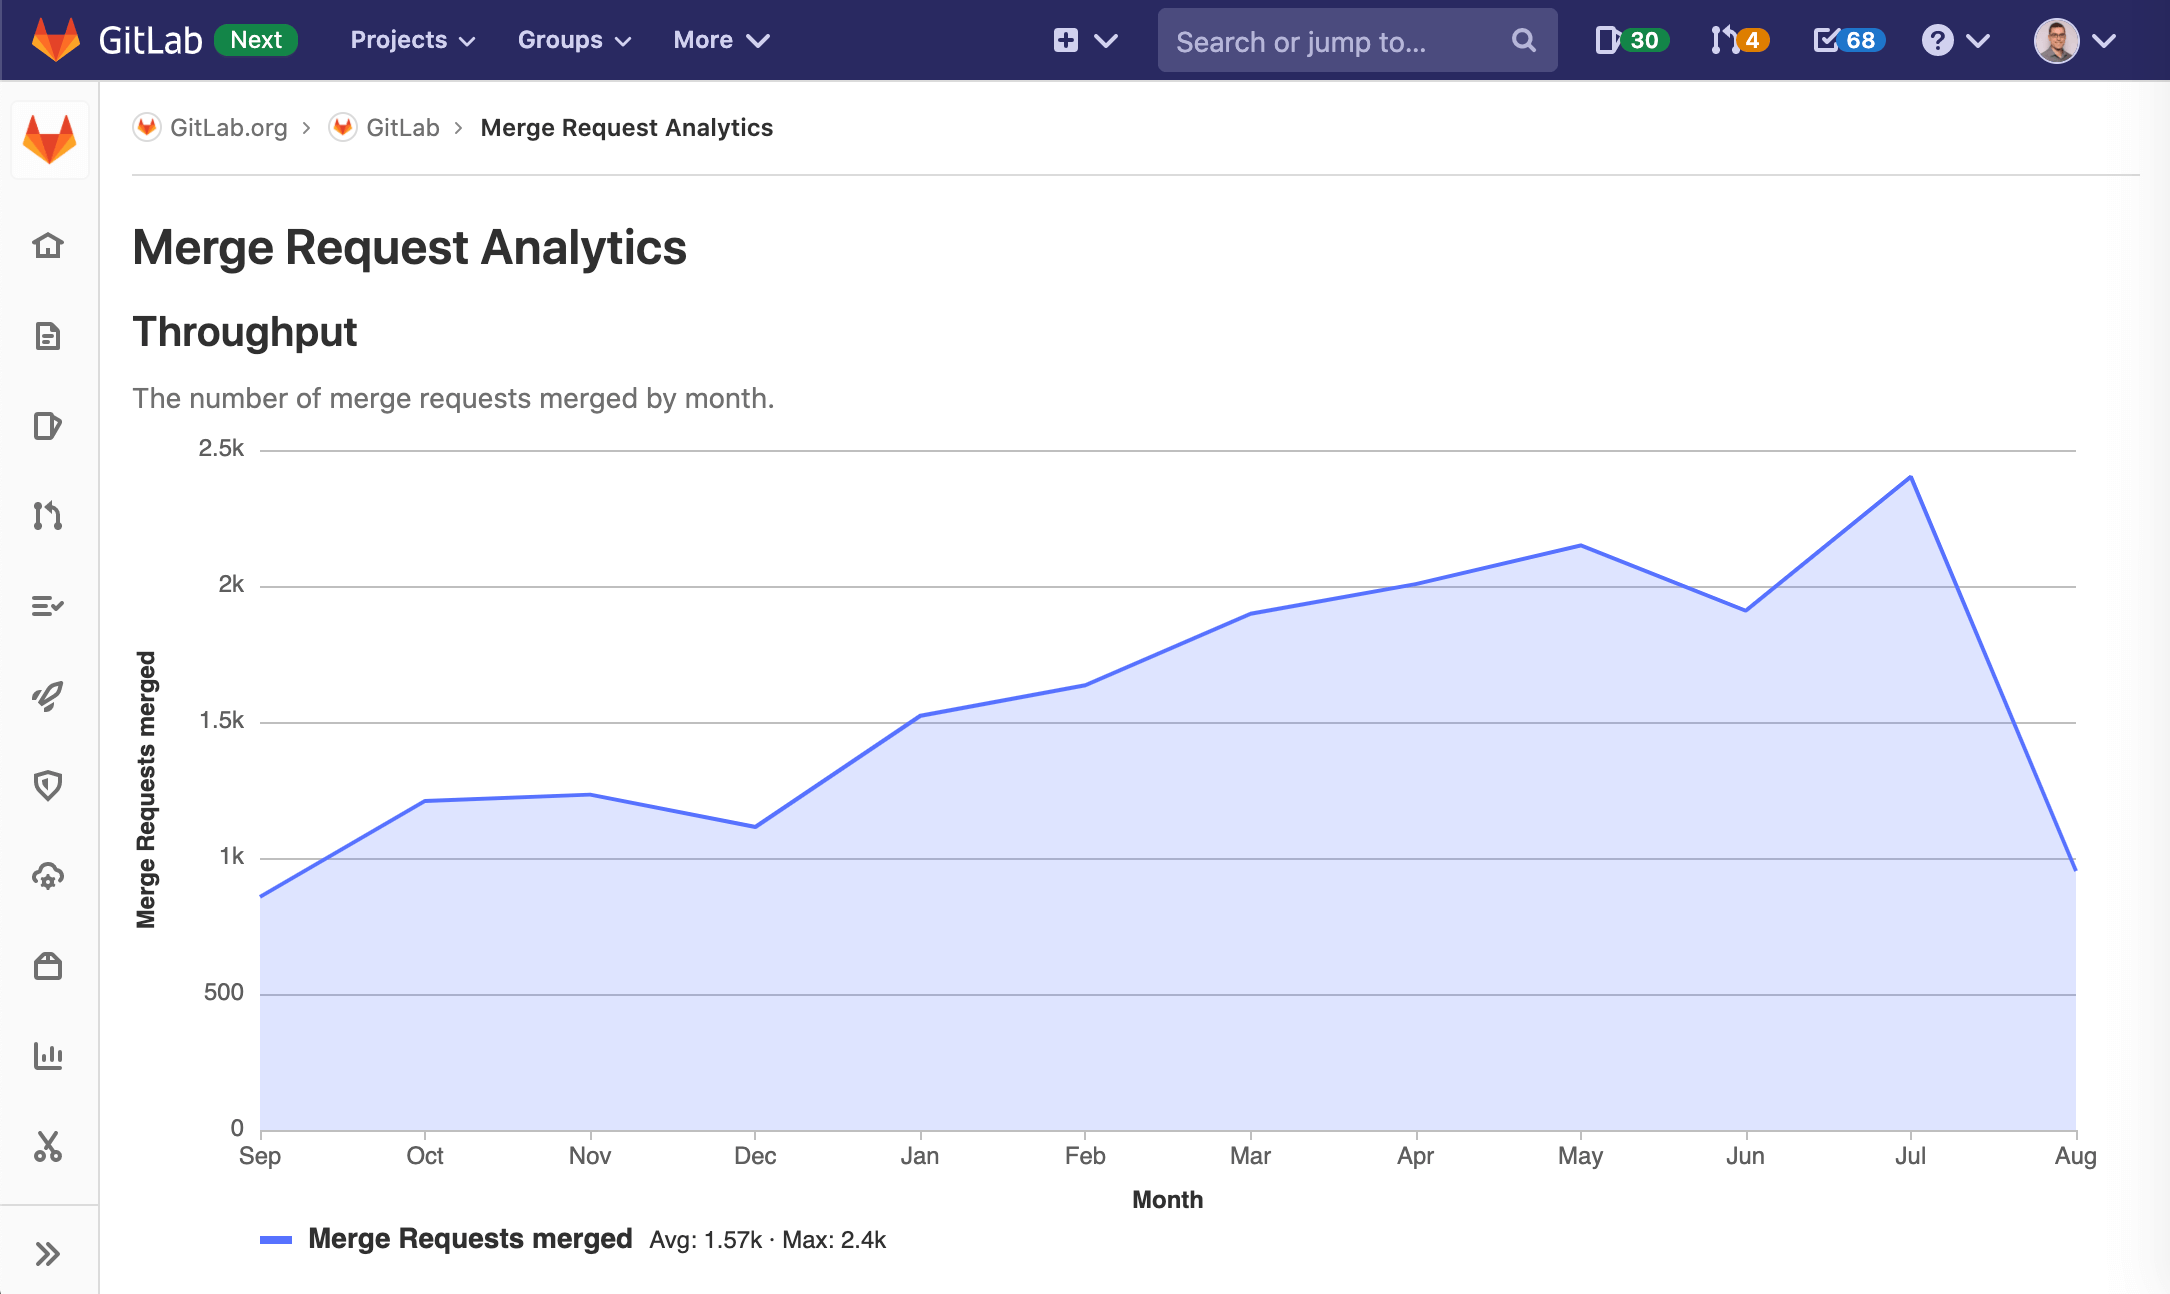 GitLab Next Projects Groups More Search or jump to... 30 4 68
GitLab.org > GitLab > Merge Request Analytics
Merge Request Analytics
Throughput
The number of merge requests merged by month.
2.5k
2k
1.5k
1k
500
0
Merge Requests merged
Sep Oct Nov Dec Jan Feb Mar Apr May Jun Jul Aug
Month
Merge Requests merged Avg: 1.57k · Max: 2.4k